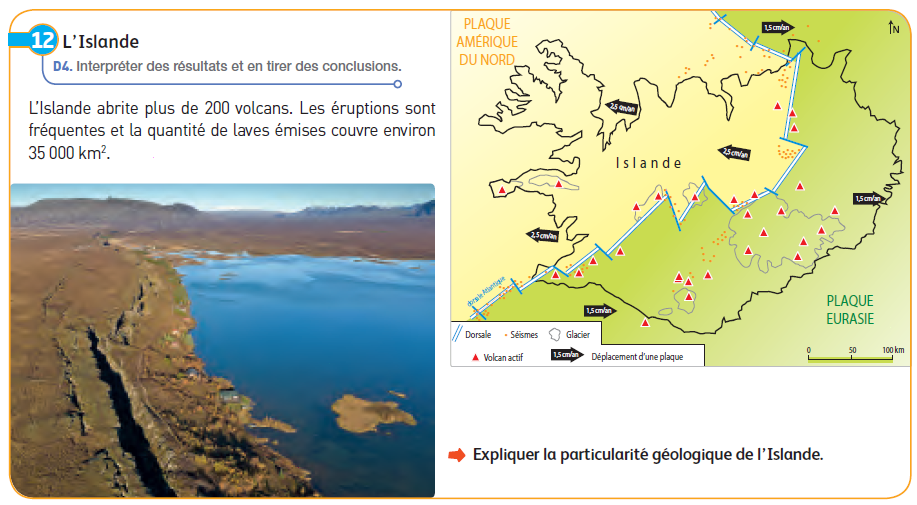 12 L'Islande
D4. Interpréter des résultats et en tirer des conclusions.
L'Islande abrite plus de 200 volcans. Les éruptions sont
fréquentes et la quantité de laves émises couvre environ
35 000 km².
PLAQUE
AMÉRIQUE
DU NORD
1,5 cm/an
N
2,5 cm/an
Islande
2,5 cm/an
1,5 cm/an
2,5 cm/an
dorsale Atlantique
1,5 cm/an
PLAQUE
EURASIE
Dorsale
Séismes
Glacier
Volcan actif
1,5 cm/an
Déplacement d'une plaque
0 50 100 km
Expliquer la particularité géologique de l'Islande.